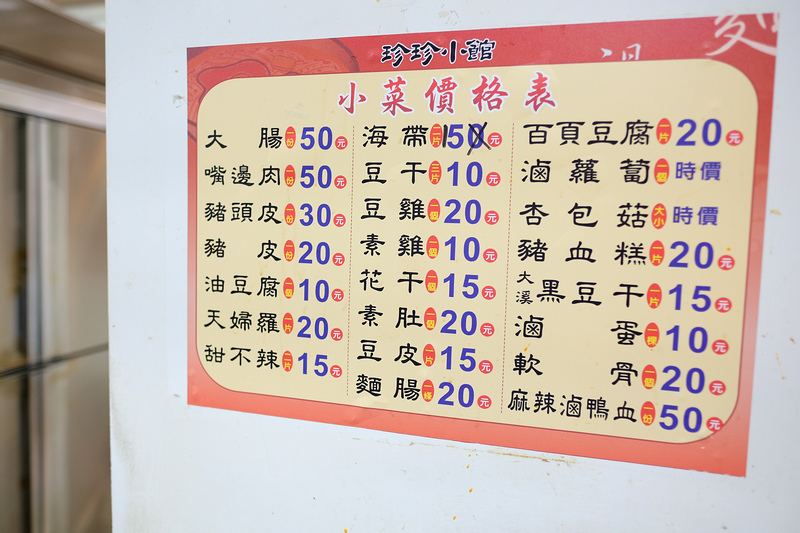 珍珍小館
小菜價格表
大腸 一份 50元
嘴邊肉 一份 50元
豬頭皮 一份 30元
豬皮 一份 20元
油豆腐 一個 10元
天婦羅 一片 20元
甜不辣 二片 15元
海帶 一片
豆干 三片 10元
豆雞 一個 20元
素雞 一個 10元
花干 一個 15元
素肚 一個 20元
豆皮 一片 15元
麵腸 一條 20元
百頁豆腐 一片 20元
滷蘿蔔 一個 時價
杏包菇 大小 時價
豬血糕 一片 20元
大溪黑豆干 一片 15元
滷蛋 一粿 10元
軟骨 一個 20元
麻辣滷鴨血 一份 50元